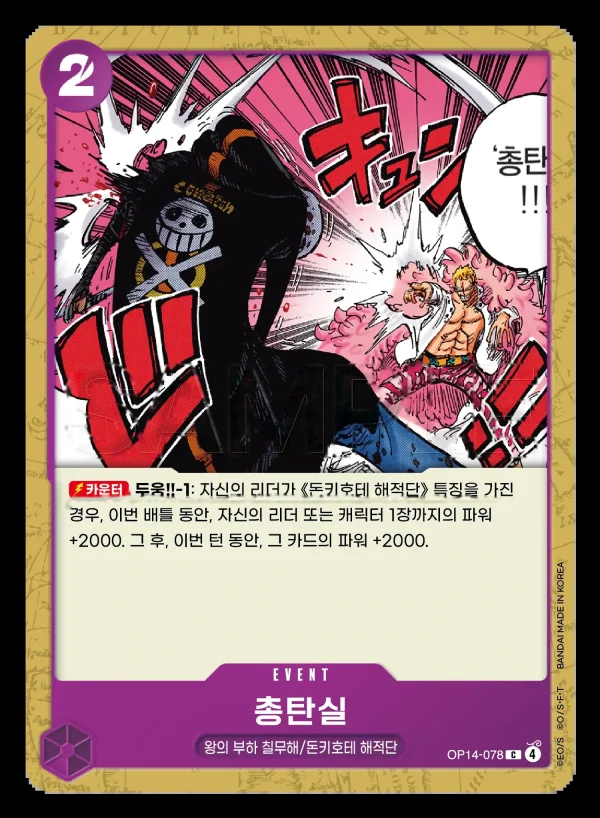 2
キュン
'총탄
!!!
ドン!!
SAMPLE
카운터 두웅!!-1: 자신의 리더가 《돈키호테 해적단》 특징을 가진
경우, 이번 배틀 동안, 자신의 리더 또는 캐릭터 1장까지의 파워
+2000. 그 후, 이번 턴 동안, 그 카드의 파워 +2000.
EVENT
총탄실
왕의 부하 칠무해/돈키호테 해적단
OP14-078 C 4
©E.O/S. ©O/S·F·T BANDAI MADE IN KOREA